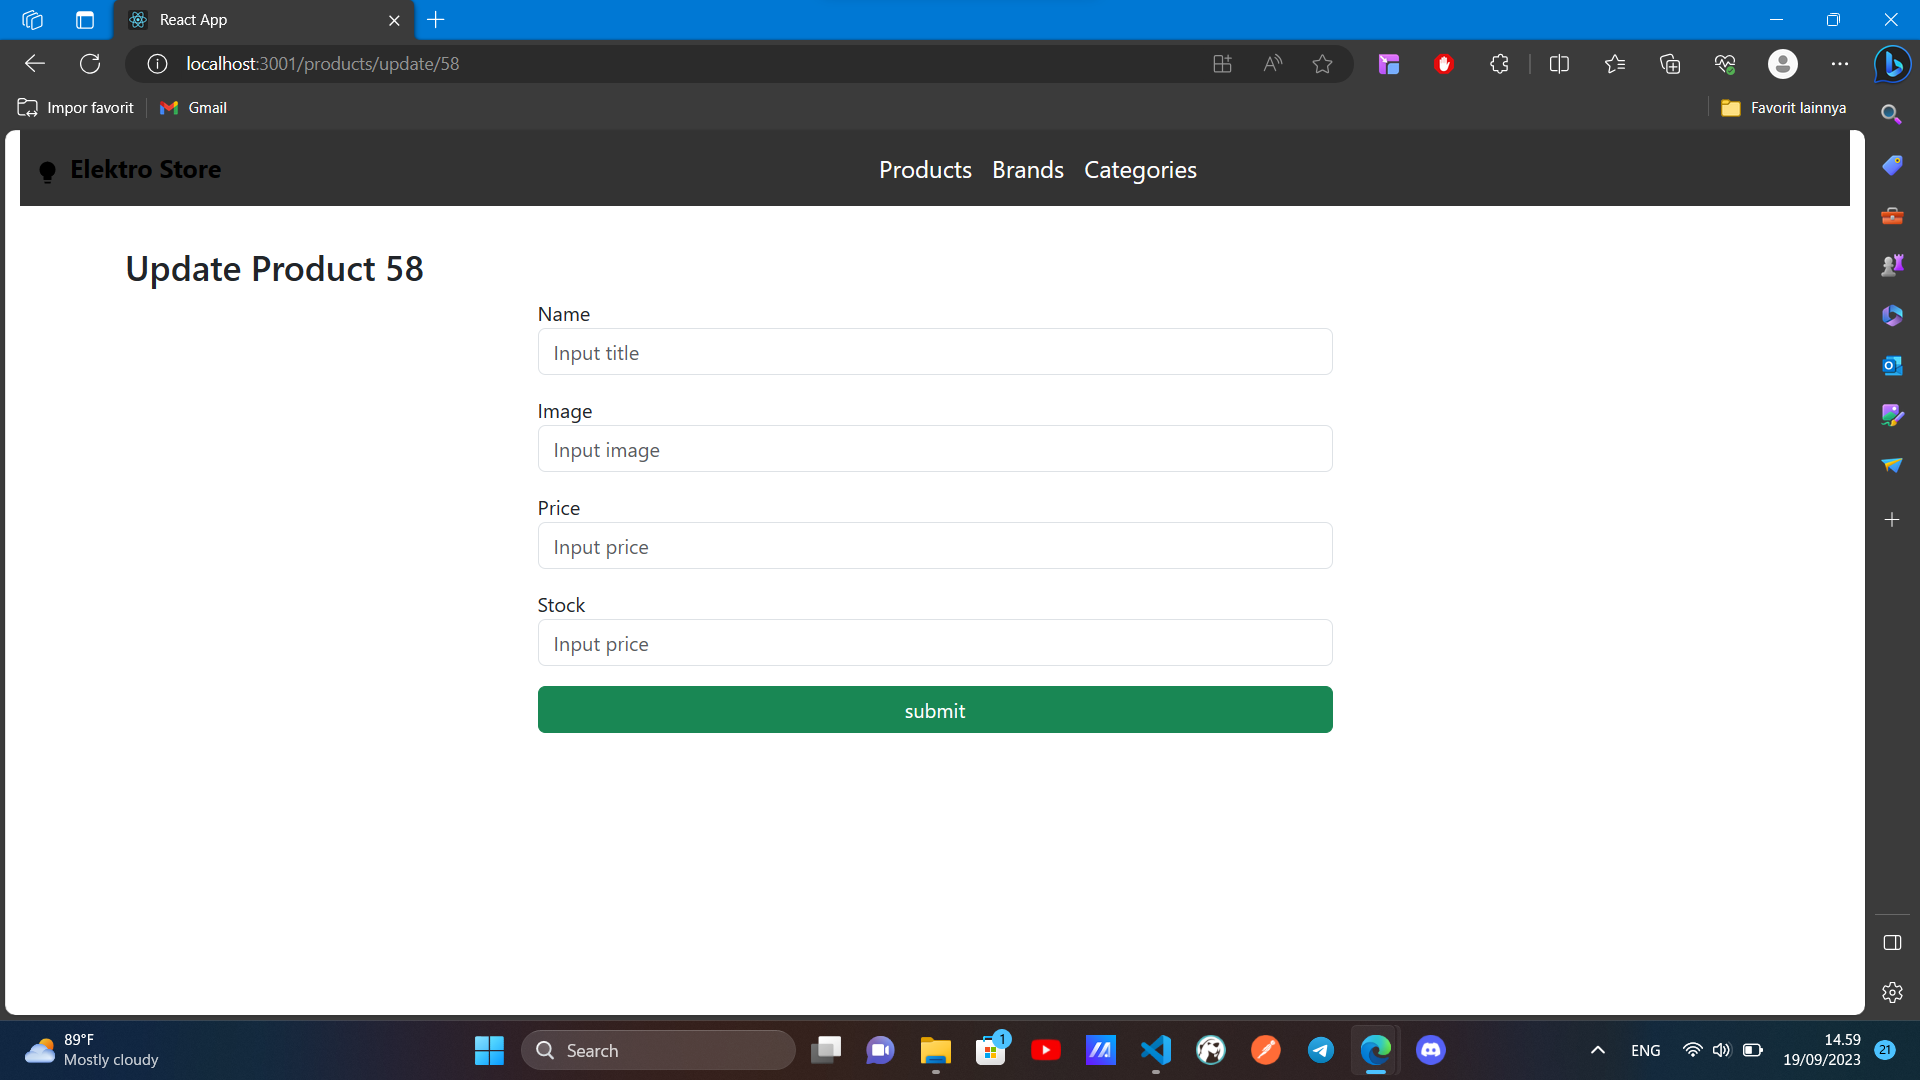 React App
localhost:3001/products/update/58
Impor favorit
Gmail
Favorit lainnya
Elektro Store
Products Brands Categories
Update Product 58
Name
Input title
Image
Input image
Price
Input price
Stock
Input price
submit
89°F
Mostly cloudy
Search
1
ENG
14.59
19/09/2023
21